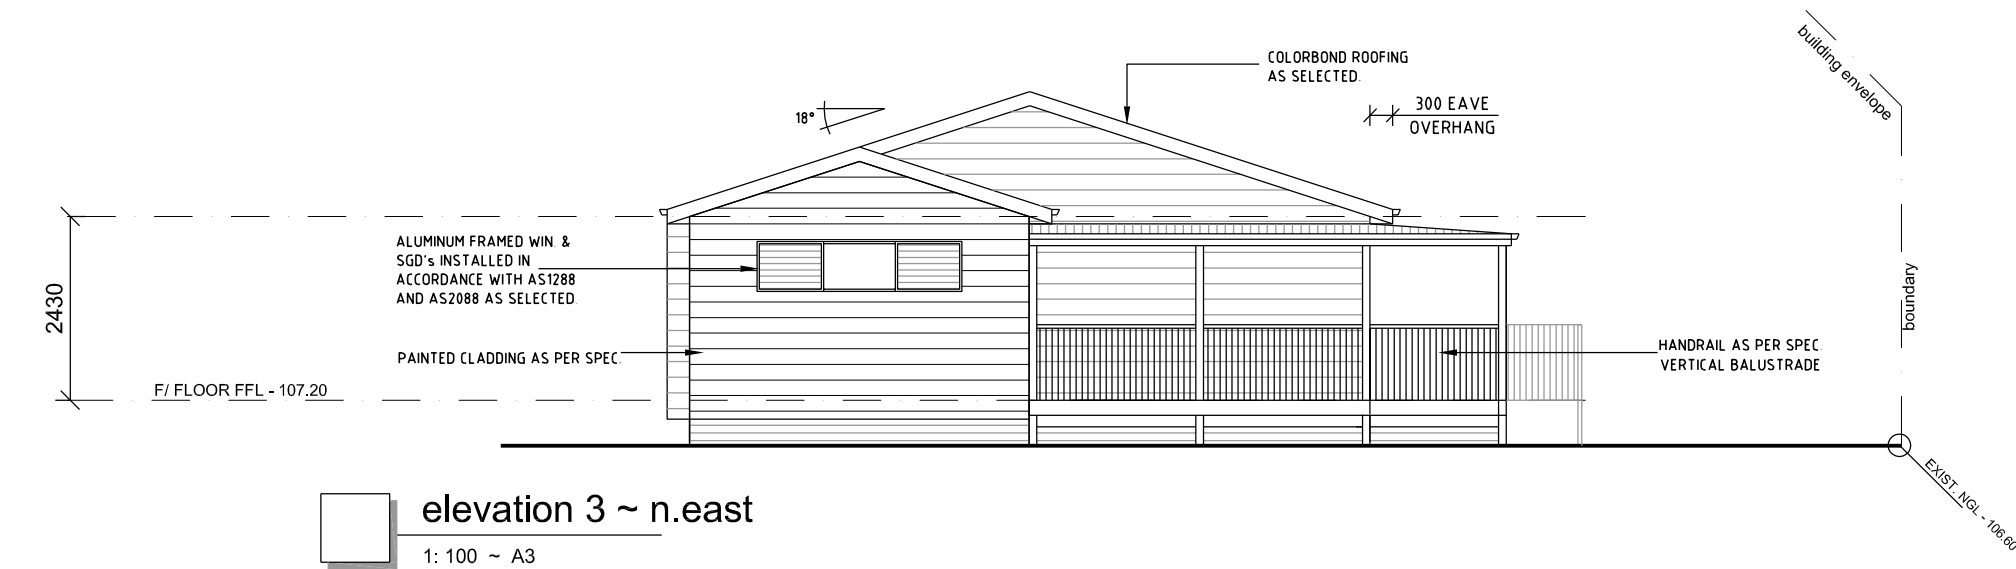 COLORBOND ROOFING
AS SELECTED.
building envelope
300 EAVE
OVERHANG
18°
ALUMINUM FRAMED WIN. &
SGD's INSTALLED IN
ACCORDANCE WITH AS1288
AND AS2088 AS SELECTED.
2430
boundary
PAINTED CLADDING AS PER SPEC.
HANDRAIL AS PER SPEC.
VERTICAL BALUSTRADE
F/ FLOOR FFL - 107.20
EXIST. NGL - 106.60
elevation 3 ~ n.east
1: 100 ~ A3